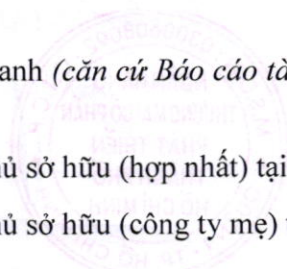 anh (căn cứ Báo cáo tà
ủ sở hữu (hợp nhất) tại
ủ sở hữu (công ty mẹ) t